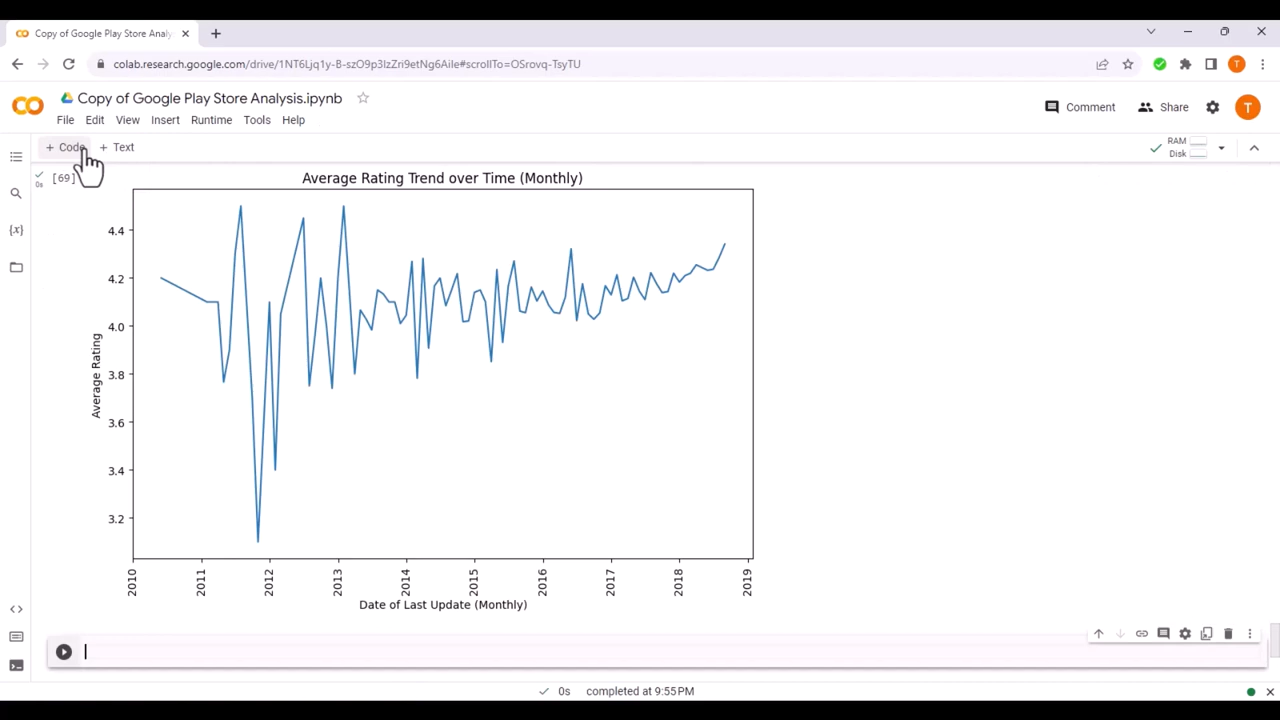 Copy of Google Play Store Analy
colab.research.google.com/drive/1NT6Ljq1y-B-szO9p3IzZri9etNg6AiIe#scrollTo=OSrovq-TsyTU
T
Copy of Google Play Store Analysis.ipynb
Comment
Share
T
File Edit View Insert Runtime Tools Help
+ Code + Text
RAM
Disk
0s
[69]
{x}
Average Rating Trend over Time (Monthly)
4.4
4.2
4.0
3.8
3.6
3.4
3.2
Average Rating
2010 2011 2012 2013 2014 2015 2016 2017 2018 2019
Date of Last Update (Monthly)
0s completed at 9:55 PM